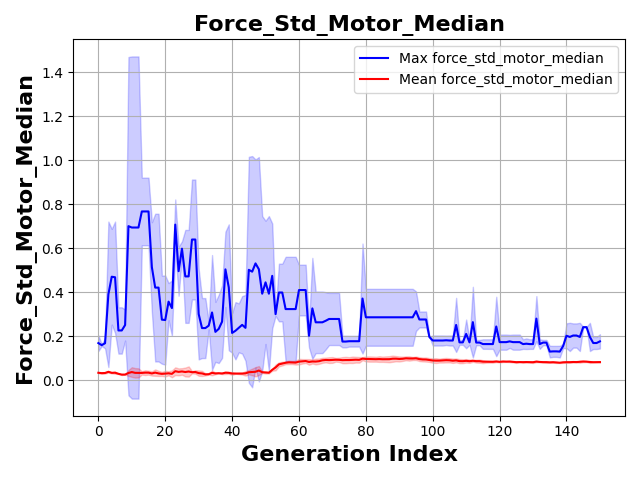 Force_Std_Motor_Median
Max force_std_motor_median
Mean force_std_motor_median
Force_Std_Motor_Median
1.4
1.2
1.0
0.8
0.6
0.4
0.2
0.0
0 20 40 60 80 100 120 140
Generation Index